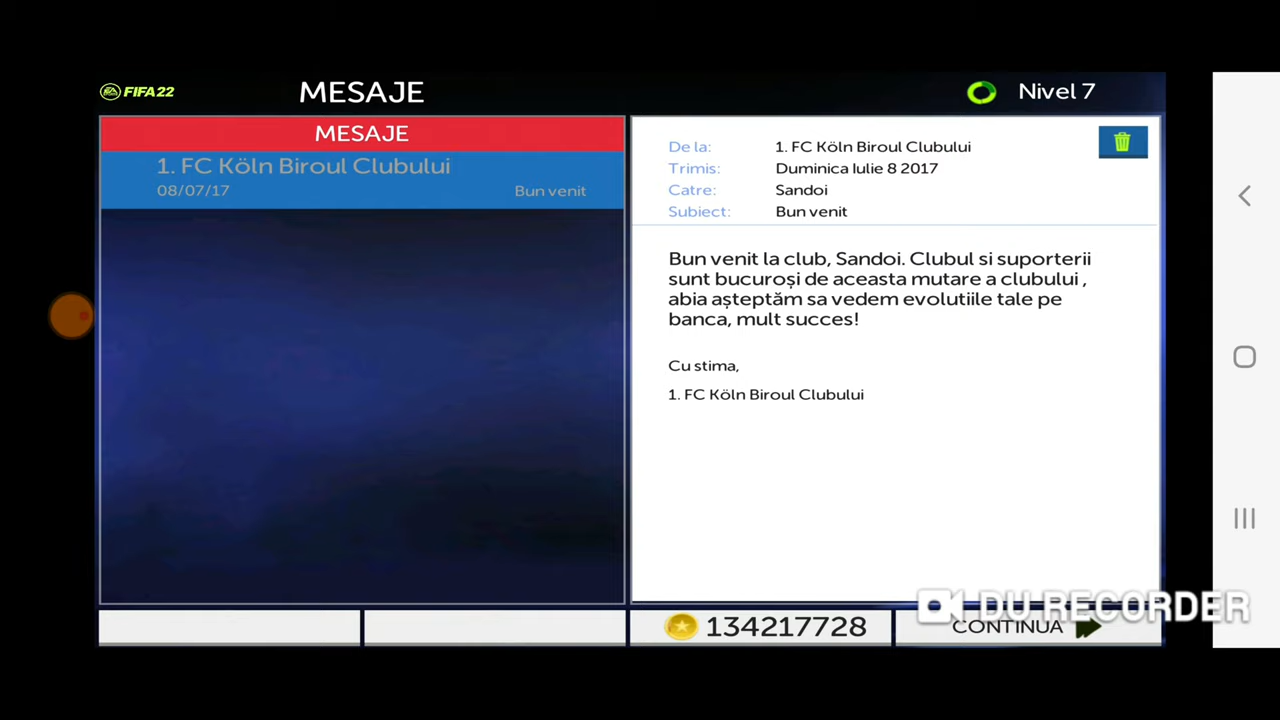 FIFA 22
MESAJE
Nivel 7
MESAJE
1. FC Köln Biroul Clubului
08/07/17
Bun venit
De la: 1. FC Köln Biroul Clubului
Trimis: Duminica Iulie 8 2017
Catre: Sandoi
Subiect: Bun venit
Bun venit la club, Sandoi. Clubul si suporterii
sunt bucuroși de aceasta mutare a clubului ,
abia așteptăm sa vedem evolutiile tale pe
banca, mult succes!
Cu stima,
1. FC Köln Biroul Clubului
134217728
CONTINUA
DU RECORDER